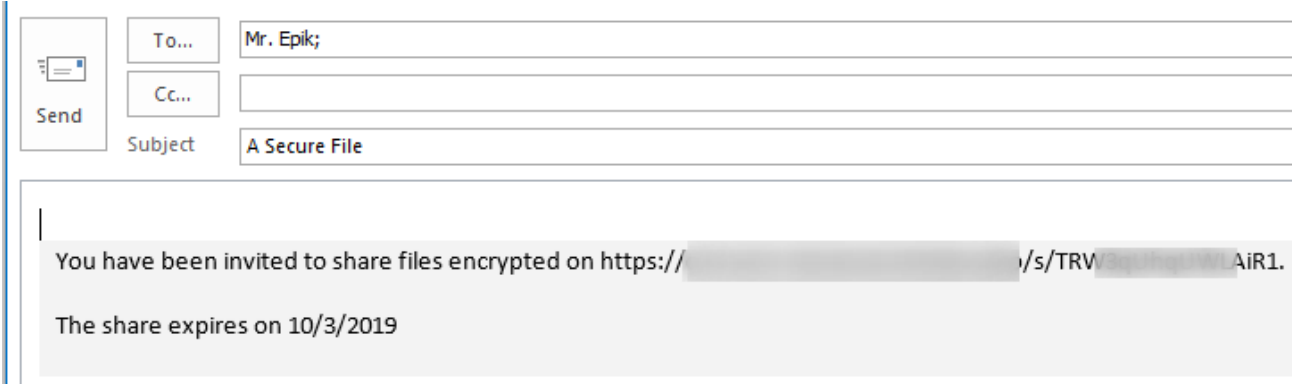 To... Mr. Epik;
Cc...
Send
Subject A Secure File
You have been invited to share files encrypted on https:// /s/TRW AiR1.
The share expires on 10/3/2019